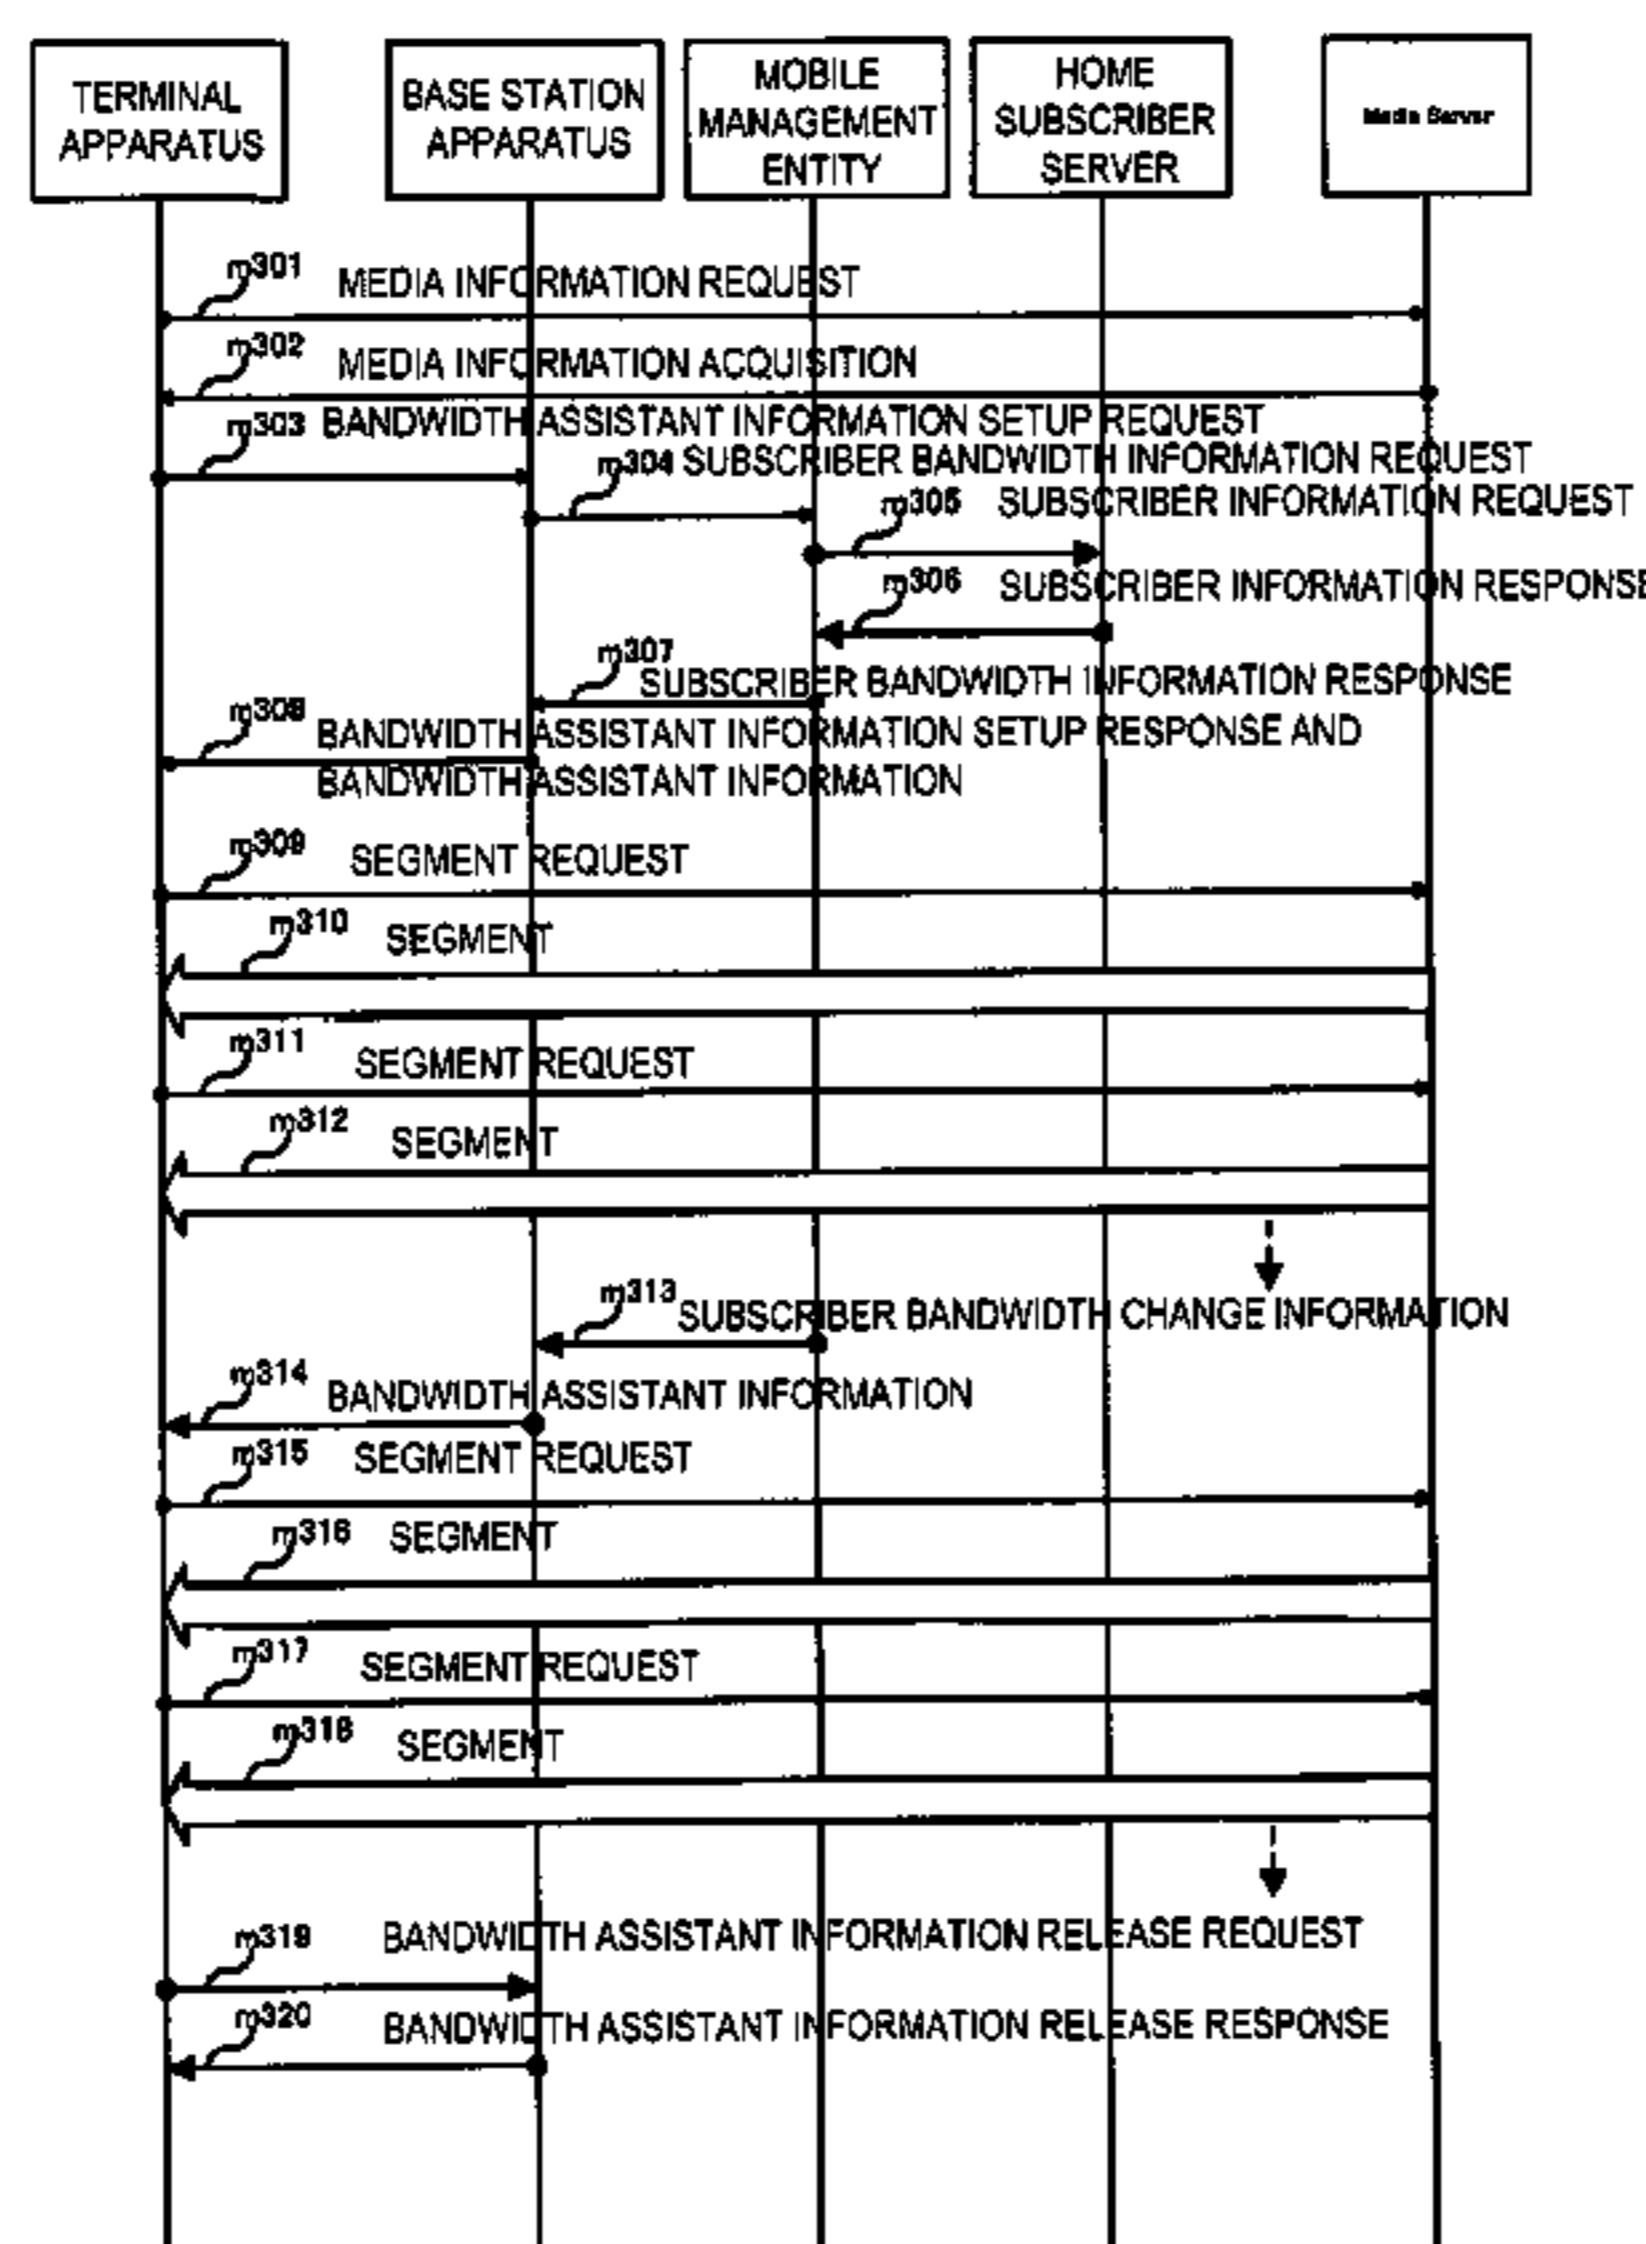 TERMINAL
APPARATUS
BASE STATION
APPARATUS
MOBILE
MANAGEMENT
ENTITY
HOME
SUBSCRIBER
SERVER
Media Server
m301
MEDIA INFORMATION REQUEST
m302
MEDIA INFORMATION ACQUISITION
m303
BANDWIDTH ASSISTANT INFORMATION SETUP REQUEST
m304
SUBSCRIBER BANDWIDTH INFORMATION REQUEST
m305
SUBSCRIBER INFORMATION REQUEST
m306
SUBSCRIBER INFORMATION RESPONSE
m307
SUBSCRIBER BANDWIDTH INFORMATION RESPONSE
m308
BANDWIDTH ASSISTANT INFORMATION SETUP RESPONSE AND
BANDWIDTH ASSISTANT INFORMATION
m309
SEGMENT REQUEST
m310
SEGMENT
m311
SEGMENT REQUEST
m312
SEGMENT
m313
SUBSCRIBER BANDWIDTH CHANGE INFORMATION
m314
BANDWIDTH ASSISTANT INFORMATION
m315
SEGMENT REQUEST
m316
SEGMENT
m317
SEGMENT REQUEST
m318
SEGMENT
m319
BANDWIDTH ASSISTANT INFORMATION RELEASE REQUEST
m320
BANDWIDTH ASSISTANT INFORMATION RELEASE RESPONSE